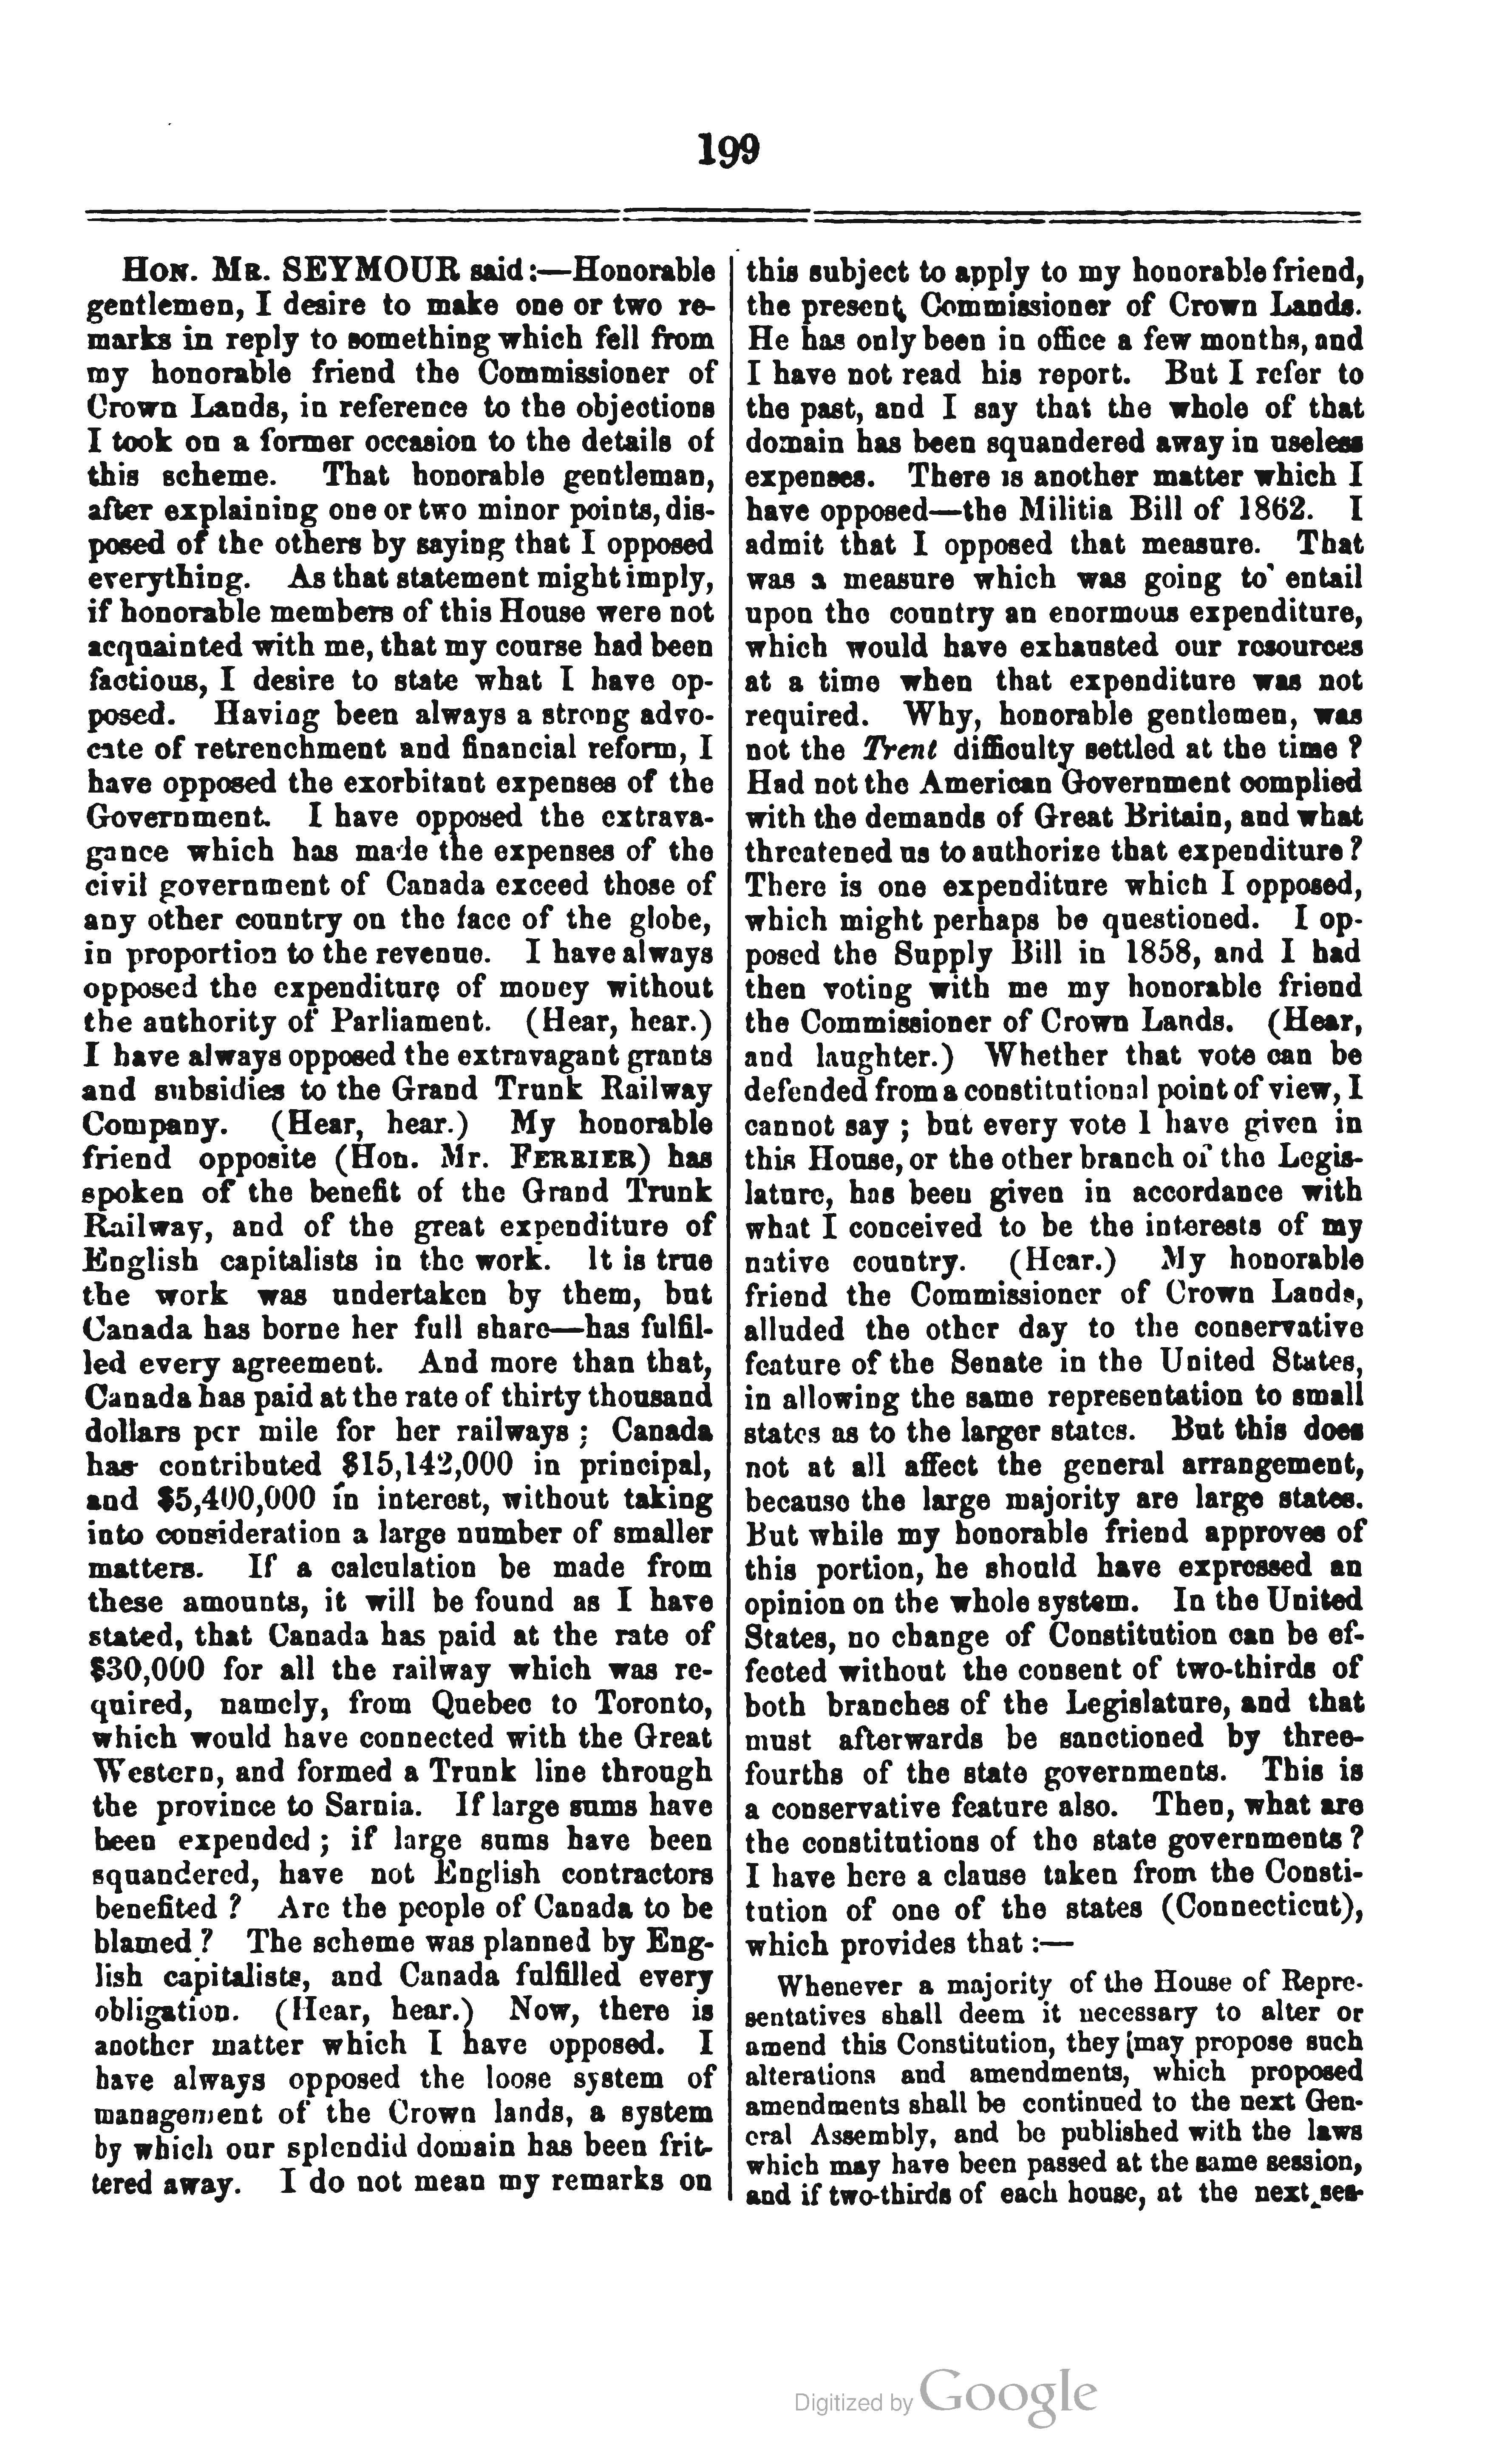 199
HON. MR. SEYMOUR said:—Honorable
gentlemen, I desire to make one or two re-
marks in reply to something which fell from
my honorable friend the Commissioner of
Crown Lands, in reference to the objections
I took on a former occasion to the details of
this scheme. That honorable gentleman,
after explaining one or two minor points, dis-
posed of the others by saying that I opposed
everything. As that statement might imply,
if honorable members of this House were not
acquainted with me, that my course had been
factious, I desire to state what I have op-
posed. Having been always a strong advo-
cate of retrenchment and financial reform, I
have opposed the exorbitant expenses of the
Government. I have opposed the extrava-
gance which has made the expenses of the
civil government of Canada exceed those of
any other country on the face of the globe,
in proportion to the revenue. I have always
opposed the expenditure of money without
the authority of Parliament. (Hear, hear.)
I have always opposed the extravagant grants
and subsidies to the Grand Trunk Railway
Company. (Hear, hear.) My honorable
friend opposite (Hon. Mr. FERRIER) has
spoken of the benefit of the Grand Trunk
Railway, and of the great expenditure of
English capitalists in the work. It is true
the work was undertaken by them, but
Canada has borne her full share—has fulfil-
led every agreement. And more than that,
Canada has paid at the rate of thirty thousand
dollars per mile for her railways; Canada
has contributed $15,142,000 in principal,
and $5,400,000 in interest, without taking
into consideration a large number of smaller
matters. If a calculation be made from
these amounts, it will be found as I have
stated, that Canada has paid at the rate of
$30,000 for all the railway which was re-
quired, namely, from Quebec to Toronto,
which would have connected with the Great
Western, and formed a Trunk line through
the province to Sarnia. If large sums have
been expended; if large sums have been
squandered, have not English contractors
benefited? Are the people of Canada to be
blamed? The scheme was planned by Eng-
lish capitalists, and Canada fulfilled every
obligation. (Hear, hear.) Now, there is
another matter which I have opposed. I
have always opposed the loose system of
management of the Crown lands, a system
by which our splendid domain has been frit-
tered away. I do not mean my remarks on
this subject to apply to my honorable friend,
the present Commissioner of Crown Lands.
He has only been in office a few months, and
I have not read his report. But I refer to
the past, and I say that the whole of that
domain has been squandered away in useless
expenses. There is another matter which I
have opposed—the Militia Bill of 1862. I
admit that I opposed that measure. That
was a measure which was going to entail
upon the country an enormous expenditure,
which would have exhausted our resources
at a time when that expenditure was not
required. Why, honorable gentlemen, was
not the Trent difficulty settled at the time?
Had not the American Government complied
with the demands of Great Britain, and what
threatened us to authorize that expenditure?
There is one expenditure which I opposed,
which might perhaps be questioned. I op-
posed the Supply Bill in 1858, and I had
then voting with me my honorable friend
the Commissioner of Crown Lands. (Hear,
and laughter.) Whether that vote can be
defended from a constitutional point of view, I
cannot say; but every vote I have given in
this House, or the other branch of the Legis-
lature, has been given in accordance with
what I conceived to be the interests of my
native country. (Hear.) My honorable
friend the Commissioner of Crown Lands,
alluded the other day to the conservative
feature of the Senate in the United States,
in allowing the same representation to small
states as to the larger states. But this does
not at all affect the general arrangement,
because the large majority are large states.
But while my honorable friend approves of
this portion, he should have expressed an
opinion on the whole system. In the United
States, no change of Constitution can be ef-
fected without the consent of two-thirds of
both branches of the Legislature, and that
must afterwards be sanctioned by three-
fourths of the state governments. This is
a conservative feature also. Then, what are
the constitutions of the state governments?
I have here a clause taken from the Consti-
tution of one of the states (Connecticut),
which provides that:—
Whenever a majority of the House of Repre-
sentatives shall deem it necessary to alter or
amend this Constitution, they [may propose such
alterations and amendments, which proposed
amendments shall be continued to the next Gen-
eral Assembly, and be published with the laws
which may have been passed at the same session,
and if two-thirds of each house, at the next ses-
Digitized by Google